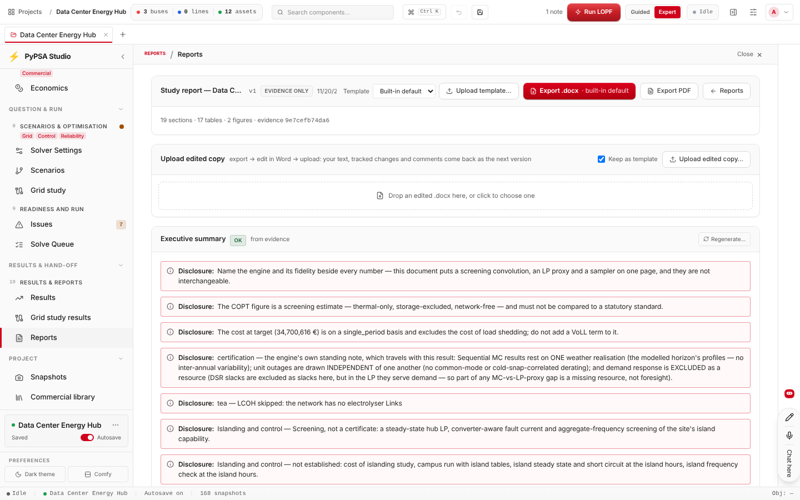 Projects / Data Center Energy Hub
3 buses 0 lines 12 assets
Search components...
Ctrl K
1 note
Run LOPF
Guided
Expert
Idle
A
Data Center Energy Hub
PyPSA Studio
Commercial
Economics
QUESTION & RUN
SCENARIOS & OPTIMISATION
Grid Control Reliability
Solver Settings
Scenarios
Grid study
READINESS AND RUN
Issues 7
Solve Queue
RESULTS & HAND-OFF
RESULTS & REPORTS
Results
Grid study results
Reports
PROJECT
Snapshots
Commercial library
Data Center Energy Hub
Saved Autosave
PREFERENCES
Dark theme Comfy
REPORTS / Reports
Close
Study report — Data C... v1 EVIDENCE ONLY 11/20/2 Template Built-in default Upload template... Export .docx · built-in default Export PDF Reports
19 sections · 17 tables · 2 figures · evidence 9e7cefb74da6
Upload edited copy export → edit in Word → upload: your text, tracked changes and comments come back as the next version Keep as template Upload edited copy...
Drop an edited .docx here, or click to choose one
Executive summary OK from evidence Regenerate...
Disclosure: Name the engine and its fidelity beside every number — this document puts a screening convolution, an LP proxy and a sampler on one page, and they are not
interchangeable.
Disclosure: The COPT figure is a screening estimate — thermal-only, storage-excluded, network-free — and must not be compared to a statutory standard.
Disclosure: The cost at target (34,700,616 €) is on a single_period basis and excludes the cost of load shedding; do not add a VoLL term to it.
Disclosure: certification — the engine's own standing note, which travels with this result: Sequential MC results rest on ONE weather realisation (the modelled horizon's profiles — no
inter-annual variability); unit outages are drawn INDEPENDENT of one another (no common-mode or cold-snap-correlated derating); and demand response is EXCLUDED as a
resource (DSR slacks are excluded as slacks here, but in the LP they serve demand — so part of any MC-vs-LP-proxy gap is a missing resource, not foresight).
Disclosure: tea — LCOH skipped: the network has no electrolyser Links
Disclosure: Islanding and control — Screening, not a certificate: a steady-state hub LP, converter-aware fault current and aggregate-frequency screening of the site's island
capability.
Disclosure: Islanding and control — not established: cost of islanding study, campus run with island tables, island steady state and short circuit at the island hours, island frequency
check at the island hours.
Chat here
Idle Data Center Energy Hub Autosave on 168 snapshots
Obj: —